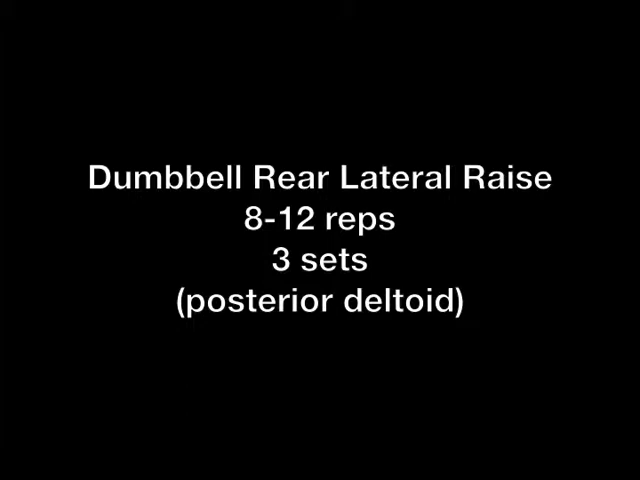 Dumbbell Rear Lateral Raise
8-12 reps
3 sets
(posterior deltoid)